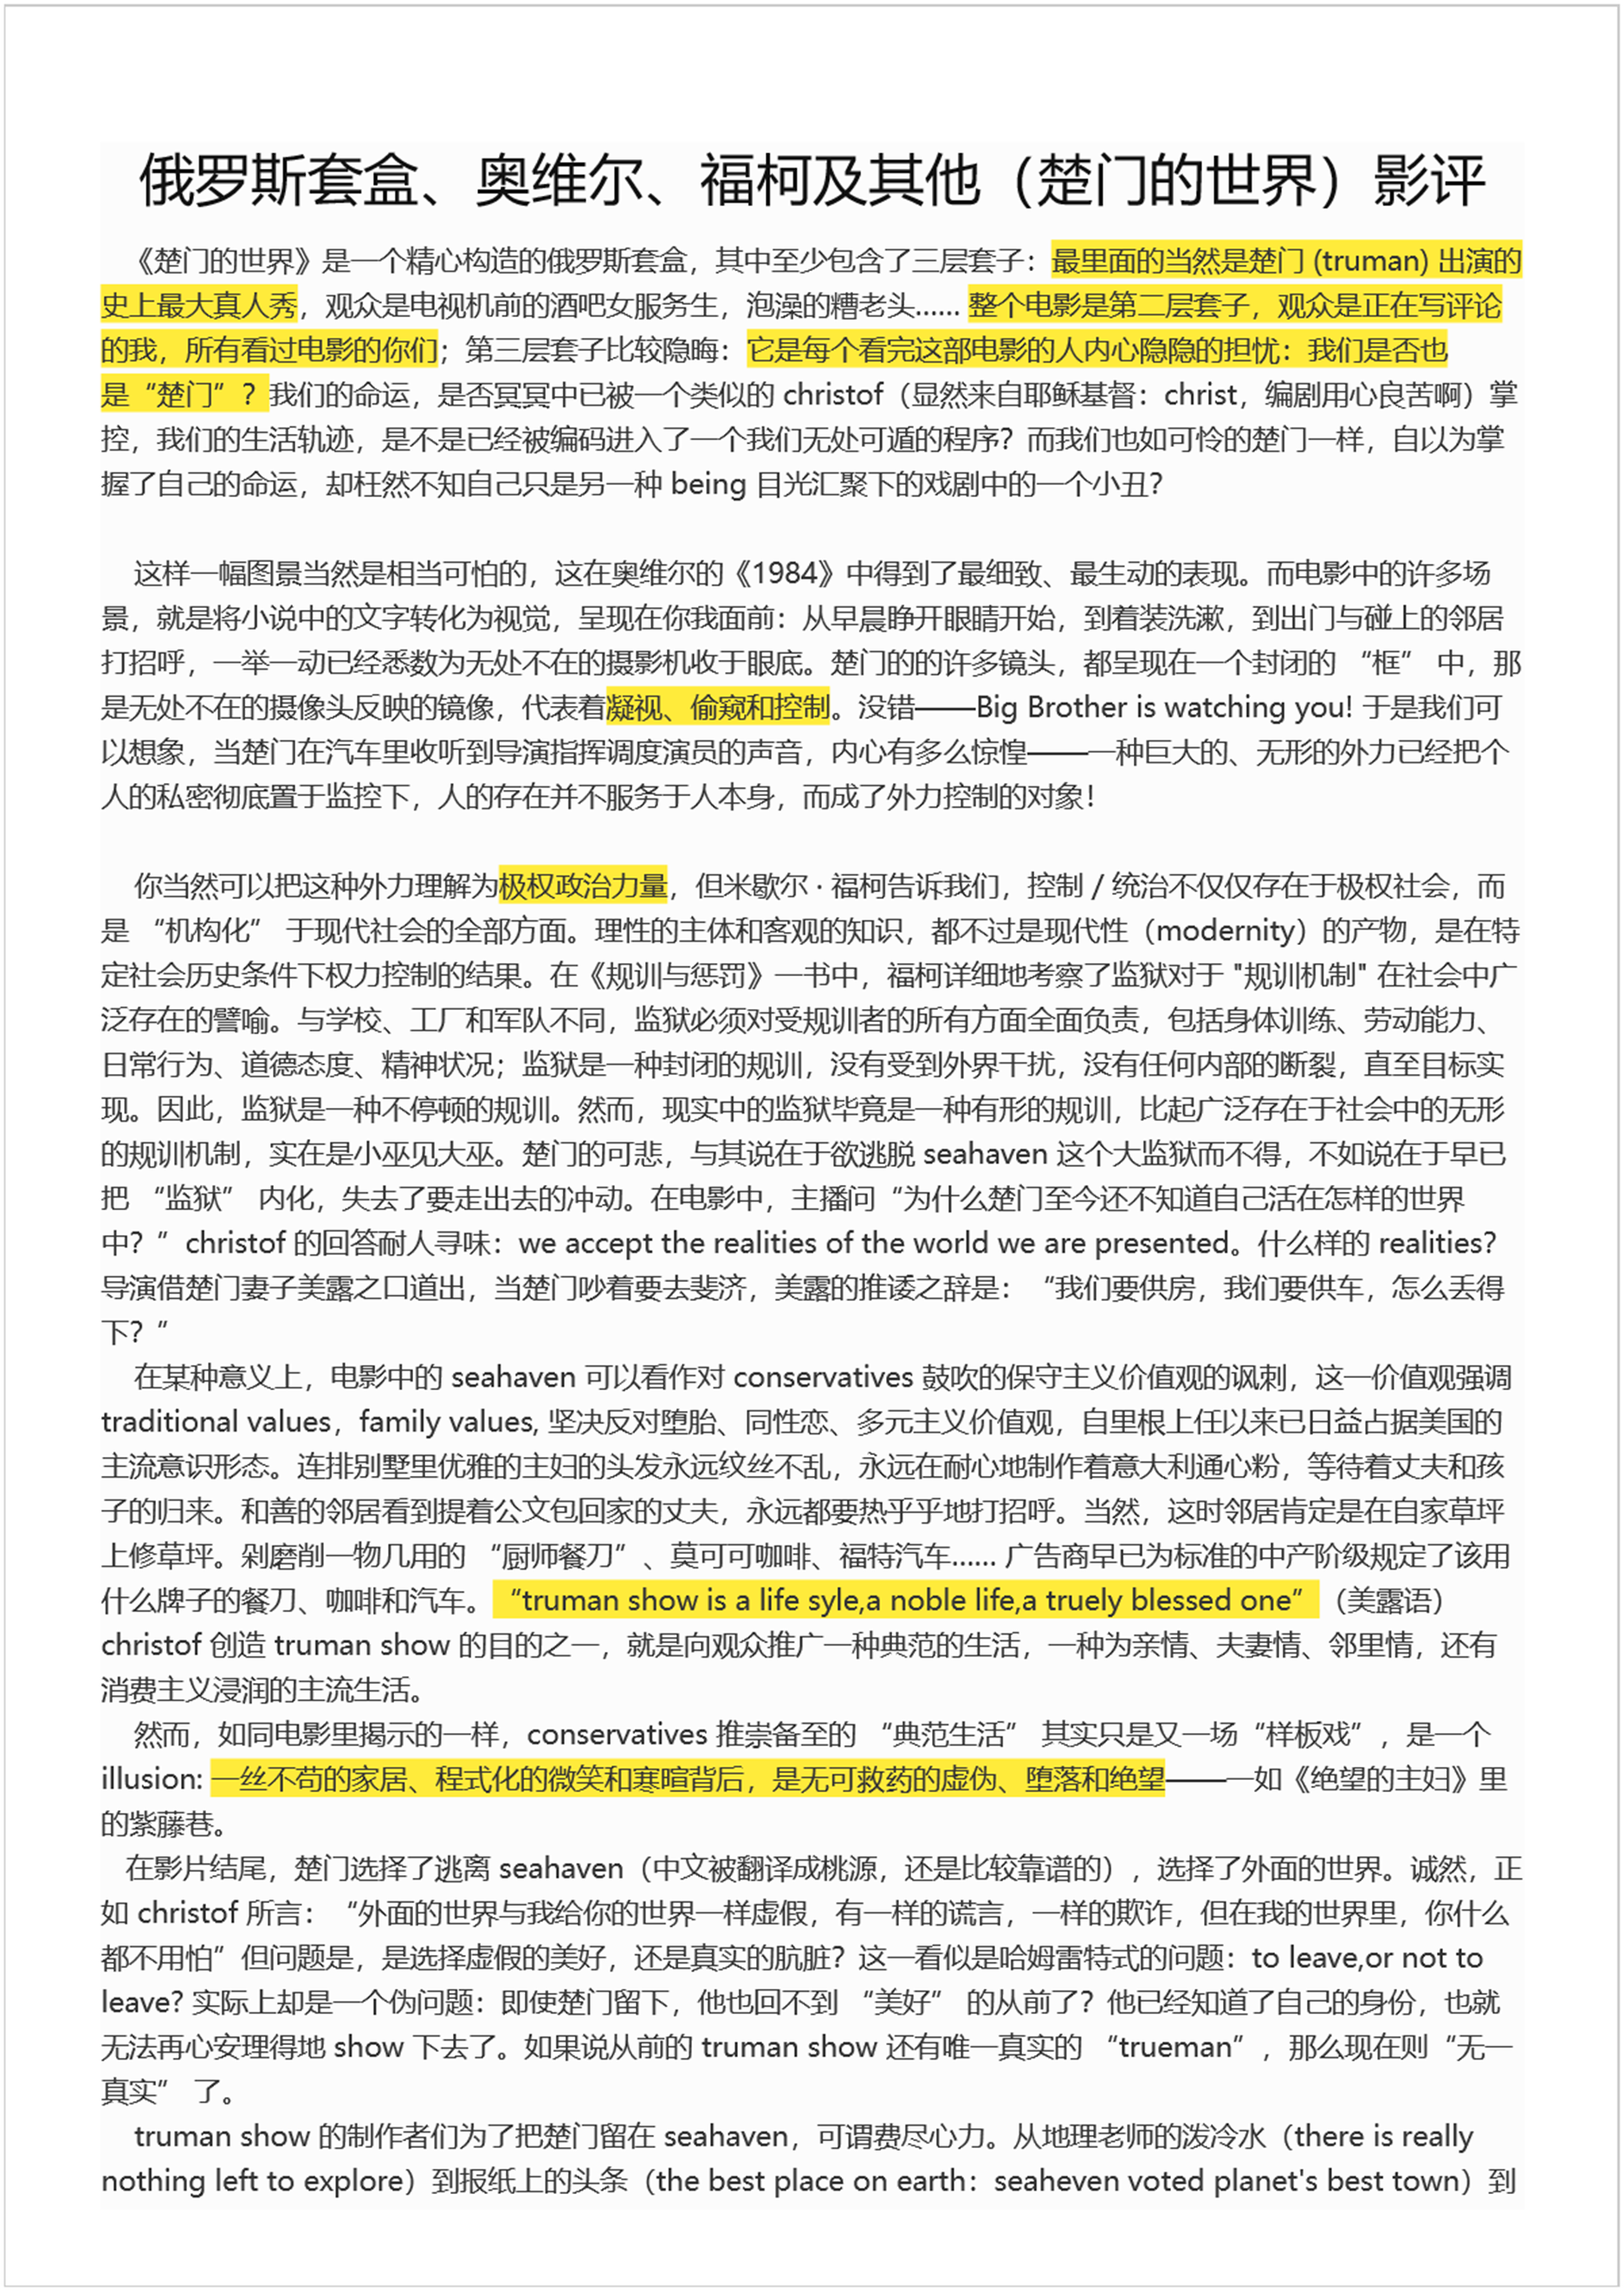 俄罗斯套盒、奥维尔、福柯及其他（楚门的世界）影评
《楚门的世界》是一个精心构造的俄罗斯套盒，其中至少包含了三层套子：最里面的当然是楚门 (truman) 出演的
史上最大真人秀，观众是电视机前的酒吧女服务生，泡澡的糟老头…… 整个电影是第二层套子，观众是正在写评论
的我，所有看过电影的你们；第三层套子比较隐晦：它是每个看完这部电影的人内心隐隐的担忧：我们是否也
是“楚门”？我们的命运，是否冥冥中已被一个类似的 christof（显然来自耶稣基督：christ，编剧用心良苦啊）掌
控，我们的生活轨迹，是不是已经被编码进入了一个我们无处可遁的程序？而我们也如可怜的楚门一样，自以为掌
握了自己的命运，却枉然不知自己只是另一种 being 目光汇聚下的戏剧中的一个小丑？
这样一幅图景当然是相当可怕的，这在奥维尔的《1984》中得到了最细致、最生动的表现。而电影中的许多场
景，就是将小说中的文字转化为视觉，呈现在你我面前：从早晨睁开眼睛开始，到着装洗漱，到出门与碰上的邻居
打招呼，一举一动已经悉数为无处不在的摄影机收于眼底。楚门的的许多镜头，都呈现在一个封闭的 “框” 中，那
是无处不在的摄像头反映的镜像，代表着凝视、偷窥和控制。没错——Big Brother is watching you! 于是我们可
以想象，当楚门在汽车里收听到导演指挥调度演员的声音，内心有多么惊惶——一种巨大的、无形的外力已经把个
人的私密彻底置于监控下，人的存在并不服务于人本身，而成了外力控制的对象！
你当然可以把这种外力理解为极权政治力量，但米歇尔 · 福柯告诉我们，控制 / 统治不仅仅存在于极权社会，而
是 “机构化” 于现代社会的全部方面。理性的主体和客观的知识，都不过是现代性（modernity）的产物，是在特
定社会历史条件下权力控制的结果。在《规训与惩罚》一书中，福柯详细地考察了监狱对于 "规训机制" 在社会中广
泛存在的譬喻。与学校、工厂和军队不同，监狱必须对受规训者的所有方面全面负责，包括身体训练、劳动能力、
日常行为、道德态度、精神状况；监狱是一种封闭的规训，没有受到外界干扰，没有任何内部的断裂，直至目标实
现。因此，监狱是一种不停顿的规训。然而，现实中的监狱毕竟是一种有形的规训，比起广泛存在于社会中的无形
的规训机制，实在是小巫见大巫。楚门的可悲，与其说在于欲逃脱 seahaven 这个大监狱而不得，不如说在于早已
把 “监狱” 内化，失去了要走出去的冲动。在电影中，主播问“为什么楚门至今还不知道自己活在怎样的世界
中？”christof 的回答耐人寻味：we accept the realities of the world we are presented。什么样的 realities?
导演借楚门妻子美露之口道出，当楚门吵着要去斐济，美露的推诿之辞是： “我们要供房，我们要供车，怎么丢得
下？”
在某种意义上，电影中的 seahaven 可以看作对 conservatives 鼓吹的保守主义价值观的讽刺，这一价值观强调
traditional values，family values, 坚决反对堕胎、同性恋、多元主义价值观，自里根上任以来已日益占据美国的
主流意识形态。连排别墅里优雅的主妇的头发永远纹丝不乱，永远在耐心地制作着意大利通心粉，等待着丈夫和孩
子的归来。和善的邻居看到提着公文包回家的丈夫，永远都要热乎乎地打招呼。当然，这时邻居肯定是在自家草坪
上修草坪。剁磨削一物几用的 “厨师餐刀”、莫可可咖啡、福特汽车…… 广告商早已为标准的中产阶级规定了该用
什么牌子的餐刀、咖啡和汽车。 “truman show is a life syle,a noble life,a truely blessed one” （美露语）
christof 创造 truman show 的目的之一，就是向观众推广一种典范的生活，一种为亲情、夫妻情、邻里情，还有
消费主义浸润的主流生活。
然而，如同电影里揭示的一样，conservatives 推崇备至的 “典范生活” 其实只是又一场“样板戏”，是一个
illusion: 一丝不苟的家居、程式化的微笑和寒暄背后，是无可救药的虚伪、堕落和绝望——一如《绝望的主妇》里
的紫藤巷。
在影片结尾，楚门选择了逃离 seahaven（中文被翻译成桃源，还是比较靠谱的），选择了外面的世界。诚然，正
如 christof 所言： “外面的世界与我给你的世界一样虚假，有一样的谎言，一样的欺诈，但在我的世界里，你什么
都不用怕”但问题是，是选择虚假的美好，还是真实的肮脏？这一看似是哈姆雷特式的问题：to leave,or not to
leave? 实际上却是一个伪问题：即使楚门留下，他也回不到 “美好” 的从前了？他已经知道了自己的身份，也就
无法再心安理得地 show 下去了。如果说从前的 truman show 还有唯一真实的 “trueman”，那么现在则“无一
真实” 了。
truman show 的制作者们为了把楚门留在 seahaven，可谓费尽心力。从地理老师的泼冷水（there is really
nothing left to explore）到报纸上的头条（the best place on earth：seaheven voted planet's best town）到